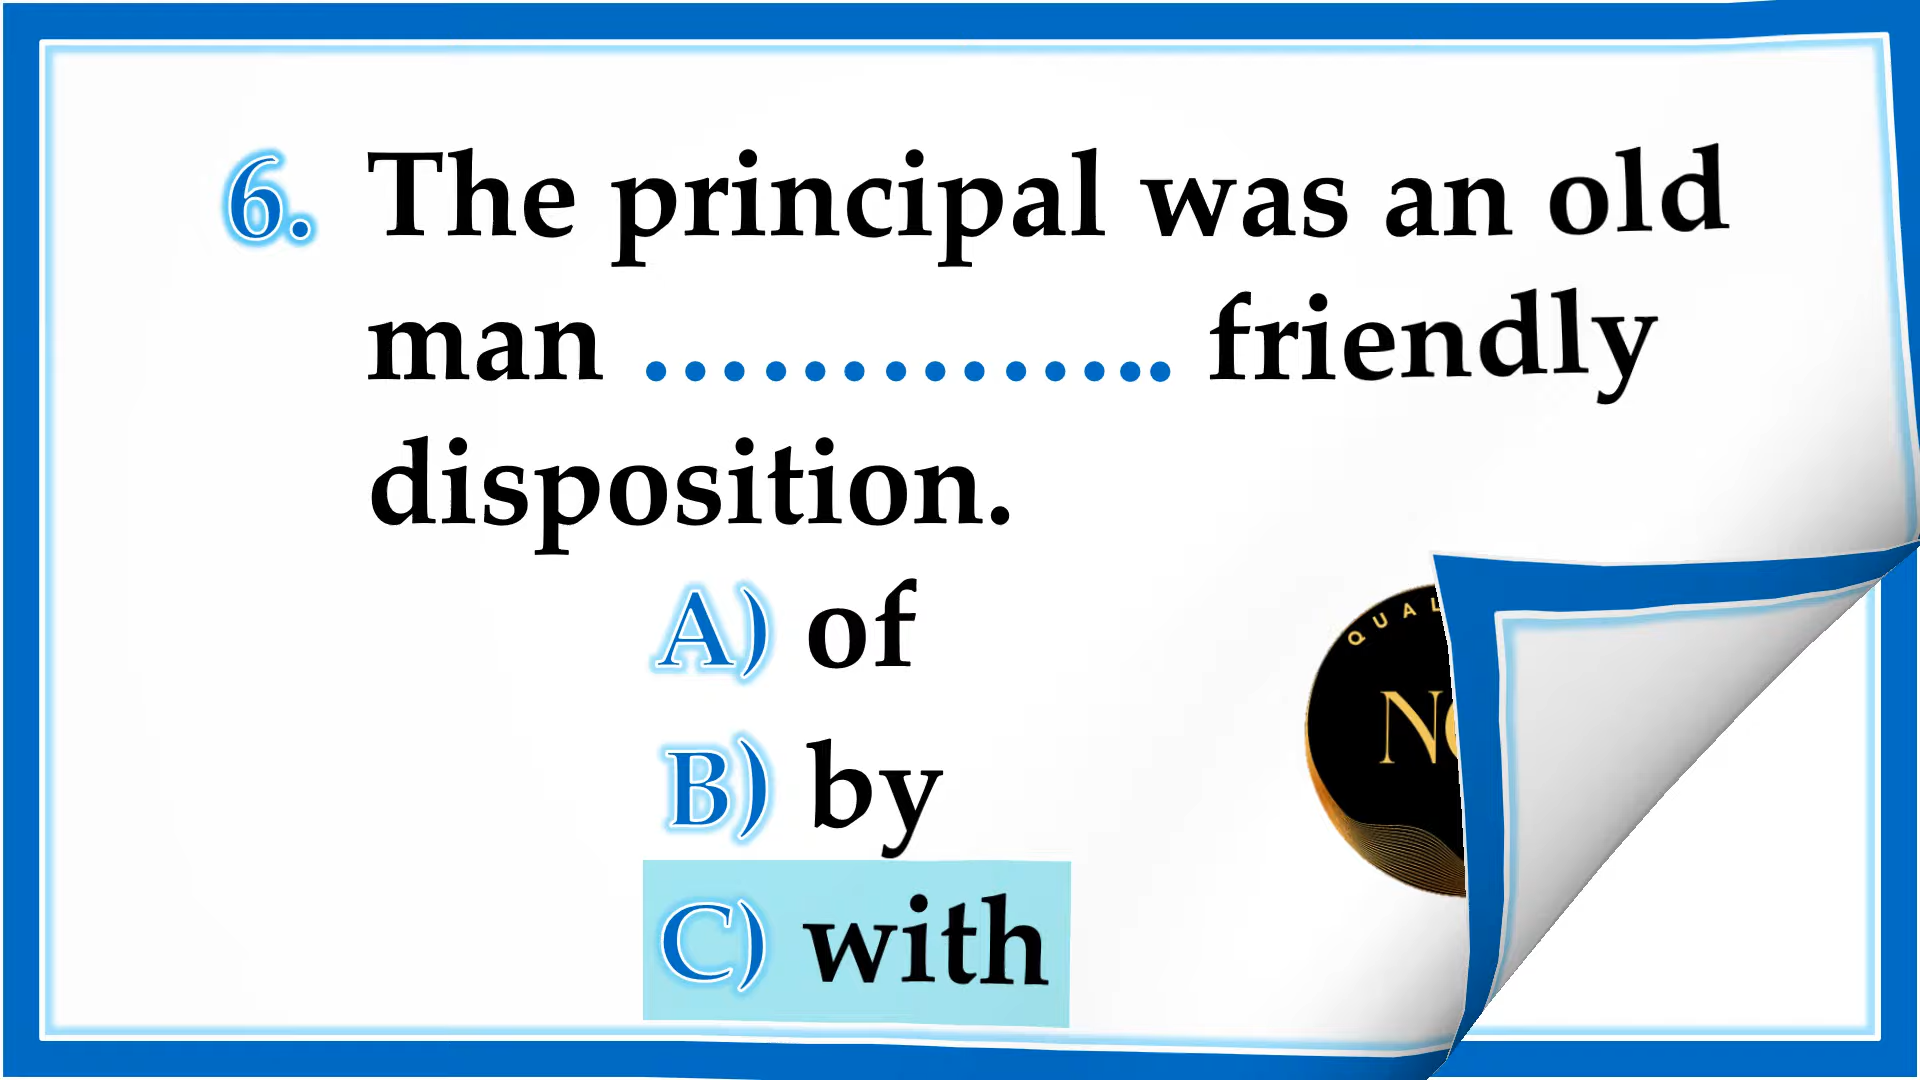 6. The principal was an old
man ………….. friendly
disposition.
A) of
B) by
C) with